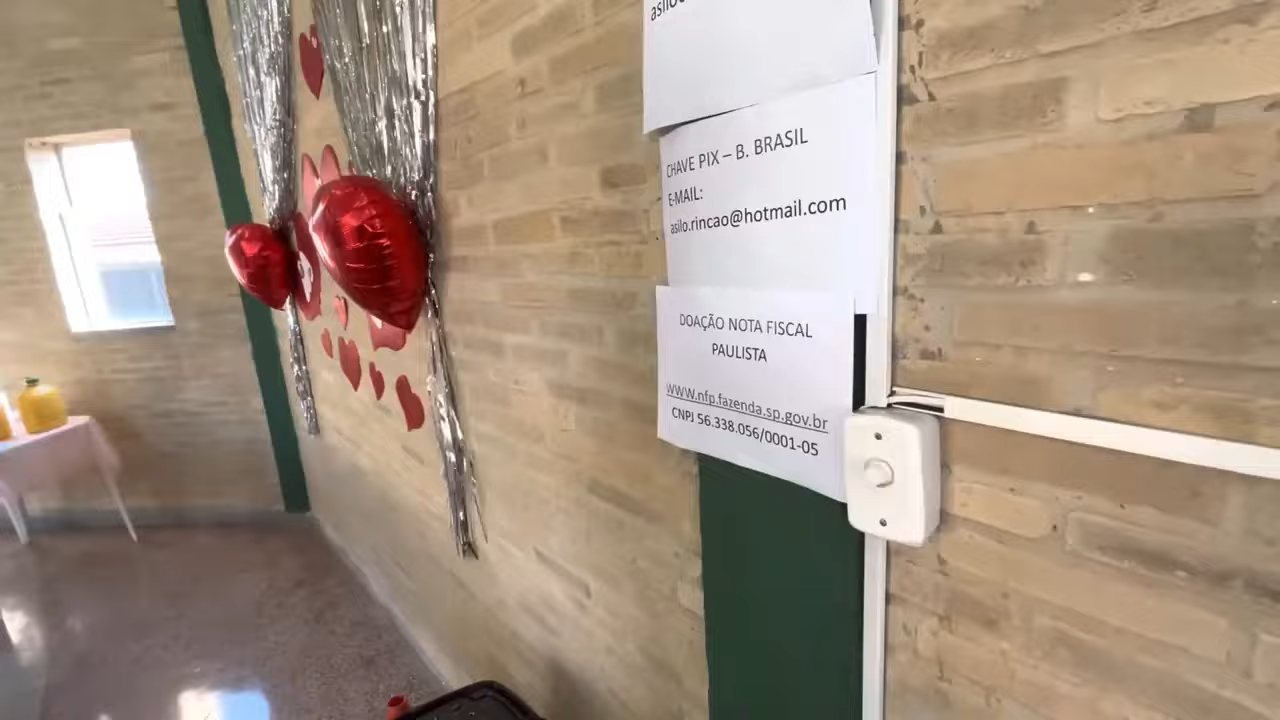 CHAVE PIX – B. BRASIL
E-MAIL:
asilo.rincao@hotmail.com
DOAÇÃO NOTA FISCAL
PAULISTA
WWW.nfp.fazenda.sp.gov.br
CNPJ 56.338.056/0001-05